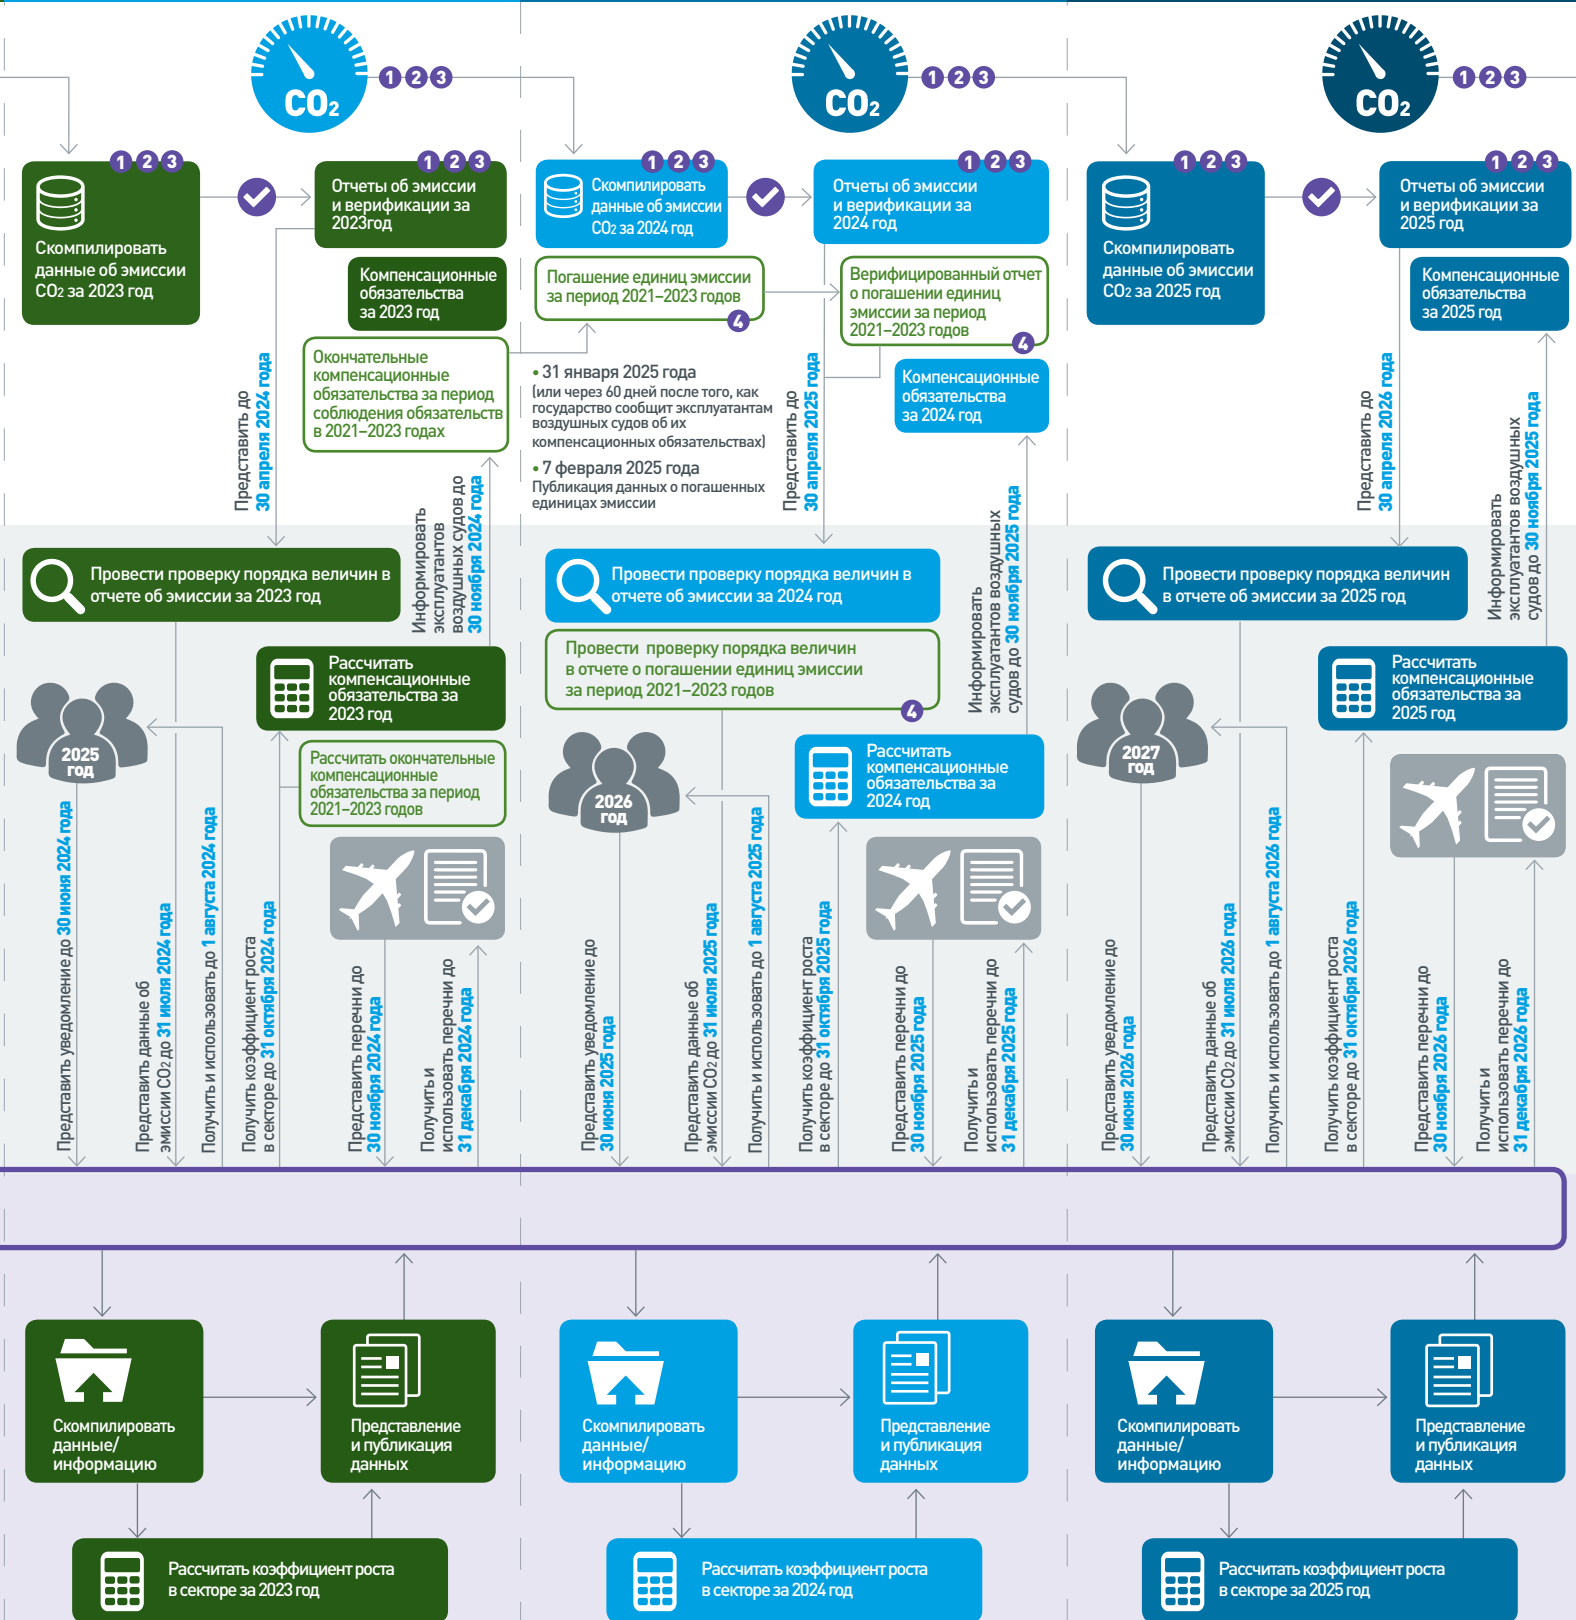 CO2
1 2 3
1 2 3
Скомпилировать
данные об эмиссии
CO2 за 2023 год
1 2 3
Отчеты об эмиссии
и верификации за
2023год
Компенсационные
обязательства
за 2023 год
Окончательные
компенсационные
обязательства за период
соблюдения обязательств
в 2021–2023 годах
Представить до
30 апреля 2024 года
Информировать
эксплуатантов
воздушных судов до
30 ноября 2024 года
Провести проверку порядка величин в
отчете об эмиссии за 2023 год
Рассчитать
компенсационные
обязательства за
2023 год
2025
год
Рассчитать окончательные
компенсационные
обязательства за период
2021–2023 годов
Представить уведомление до 30 июня 2024 года
Представить данные об
эмиссии CO2 до 31 июля 2024 года
Получить и использовать до 1 августа 2024 года
Получить коэффициент роста
в секторе до 31 октября 2024 года
Представить перечни до
30 ноября 2024 года
Получить и
использовать перечни до
31 декабря 2024 года
Скомпилировать
данные/
информацию
Представление
и публикация
данных
Рассчитать коэффициент роста
в секторе за 2023 год
CO2
1 2 3
1 2 3
Скомпилировать
данные об эмиссии
CO2 за 2024 год
1 2 3
Отчеты об эмиссии
и верификации за
2024 год
Погашение единиц эмиссии
за период 2021–2023 годов
4
Верифицированный отчет
о погашении единиц
эмиссии за период
2021–2023 годов
4
Компенсационные
обязательства
за 2024 год
• 31 января 2025 года
(или через 60 дней после того, как
государство сообщит эксплуатантам
воздушных судов об их
компенсационных обязательствах)
• 7 февраля 2025 года
Публикация данных о погашенных
единицах эмиссии
Представить до
30 апреля 2025 года
Информировать
эксплуатантов воздушных
судов до 30 ноября 2025 года
Провести проверку порядка величин в
отчете об эмиссии за 2024 год
Провести проверку порядка величин
в отчете о погашении единиц эмиссии
за период 2021–2023 годов
4
2026
год
Рассчитать
компенсационные
обязательства за
2024 год
Представить уведомление до
30 июня 2025 года
Представить данные об
эмиссии CO2 до 31 июля 2025 года
Получить и использовать до 1 августа 2025 года
Получить коэффициент роста
в секторе до 31 октября 2025 года
Представить перечни до
30 ноября 2025 года
Получить и
использовать перечни до
31 декабря 2025 года
Скомпилировать
данные/
информацию
Представление
и публикация
данных
Рассчитать коэффициент роста
в секторе за 2024 год
CO2
1 2 3
1 2 3
Скомпилировать
данные об эмиссии
CO2 за 2025 год
1 2 3
Отчеты об эмиссии
и верификации за
2025 год
Компенсационные
обязательства
за 2025 год
Представить до
30 апреля 2026 года
Информировать
эксплуатантов воздушных
судов до 30 ноября 2025 года
Провести проверку порядка величин
в отчете об эмиссии за 2025 год
Рассчитать
компенсационные
обязательства за
2025 год
2027
год
Представить уведомление до
30 июня 2026 года
Представить данные об
эмиссии CO2 до 31 июля 2026 года
Получить и использовать до 1 августа 2026 года
Получить коэффициент роста
в секторе до 31 октября 2026 года
Представить перечни до
30 ноября 2026 года
Получить и
использовать перечни до
31 декабря 2026 года
Скомпилировать
данные/
информацию
Представление
и публикация
данных
Рассчитать коэффициент роста
в секторе за 2025 год